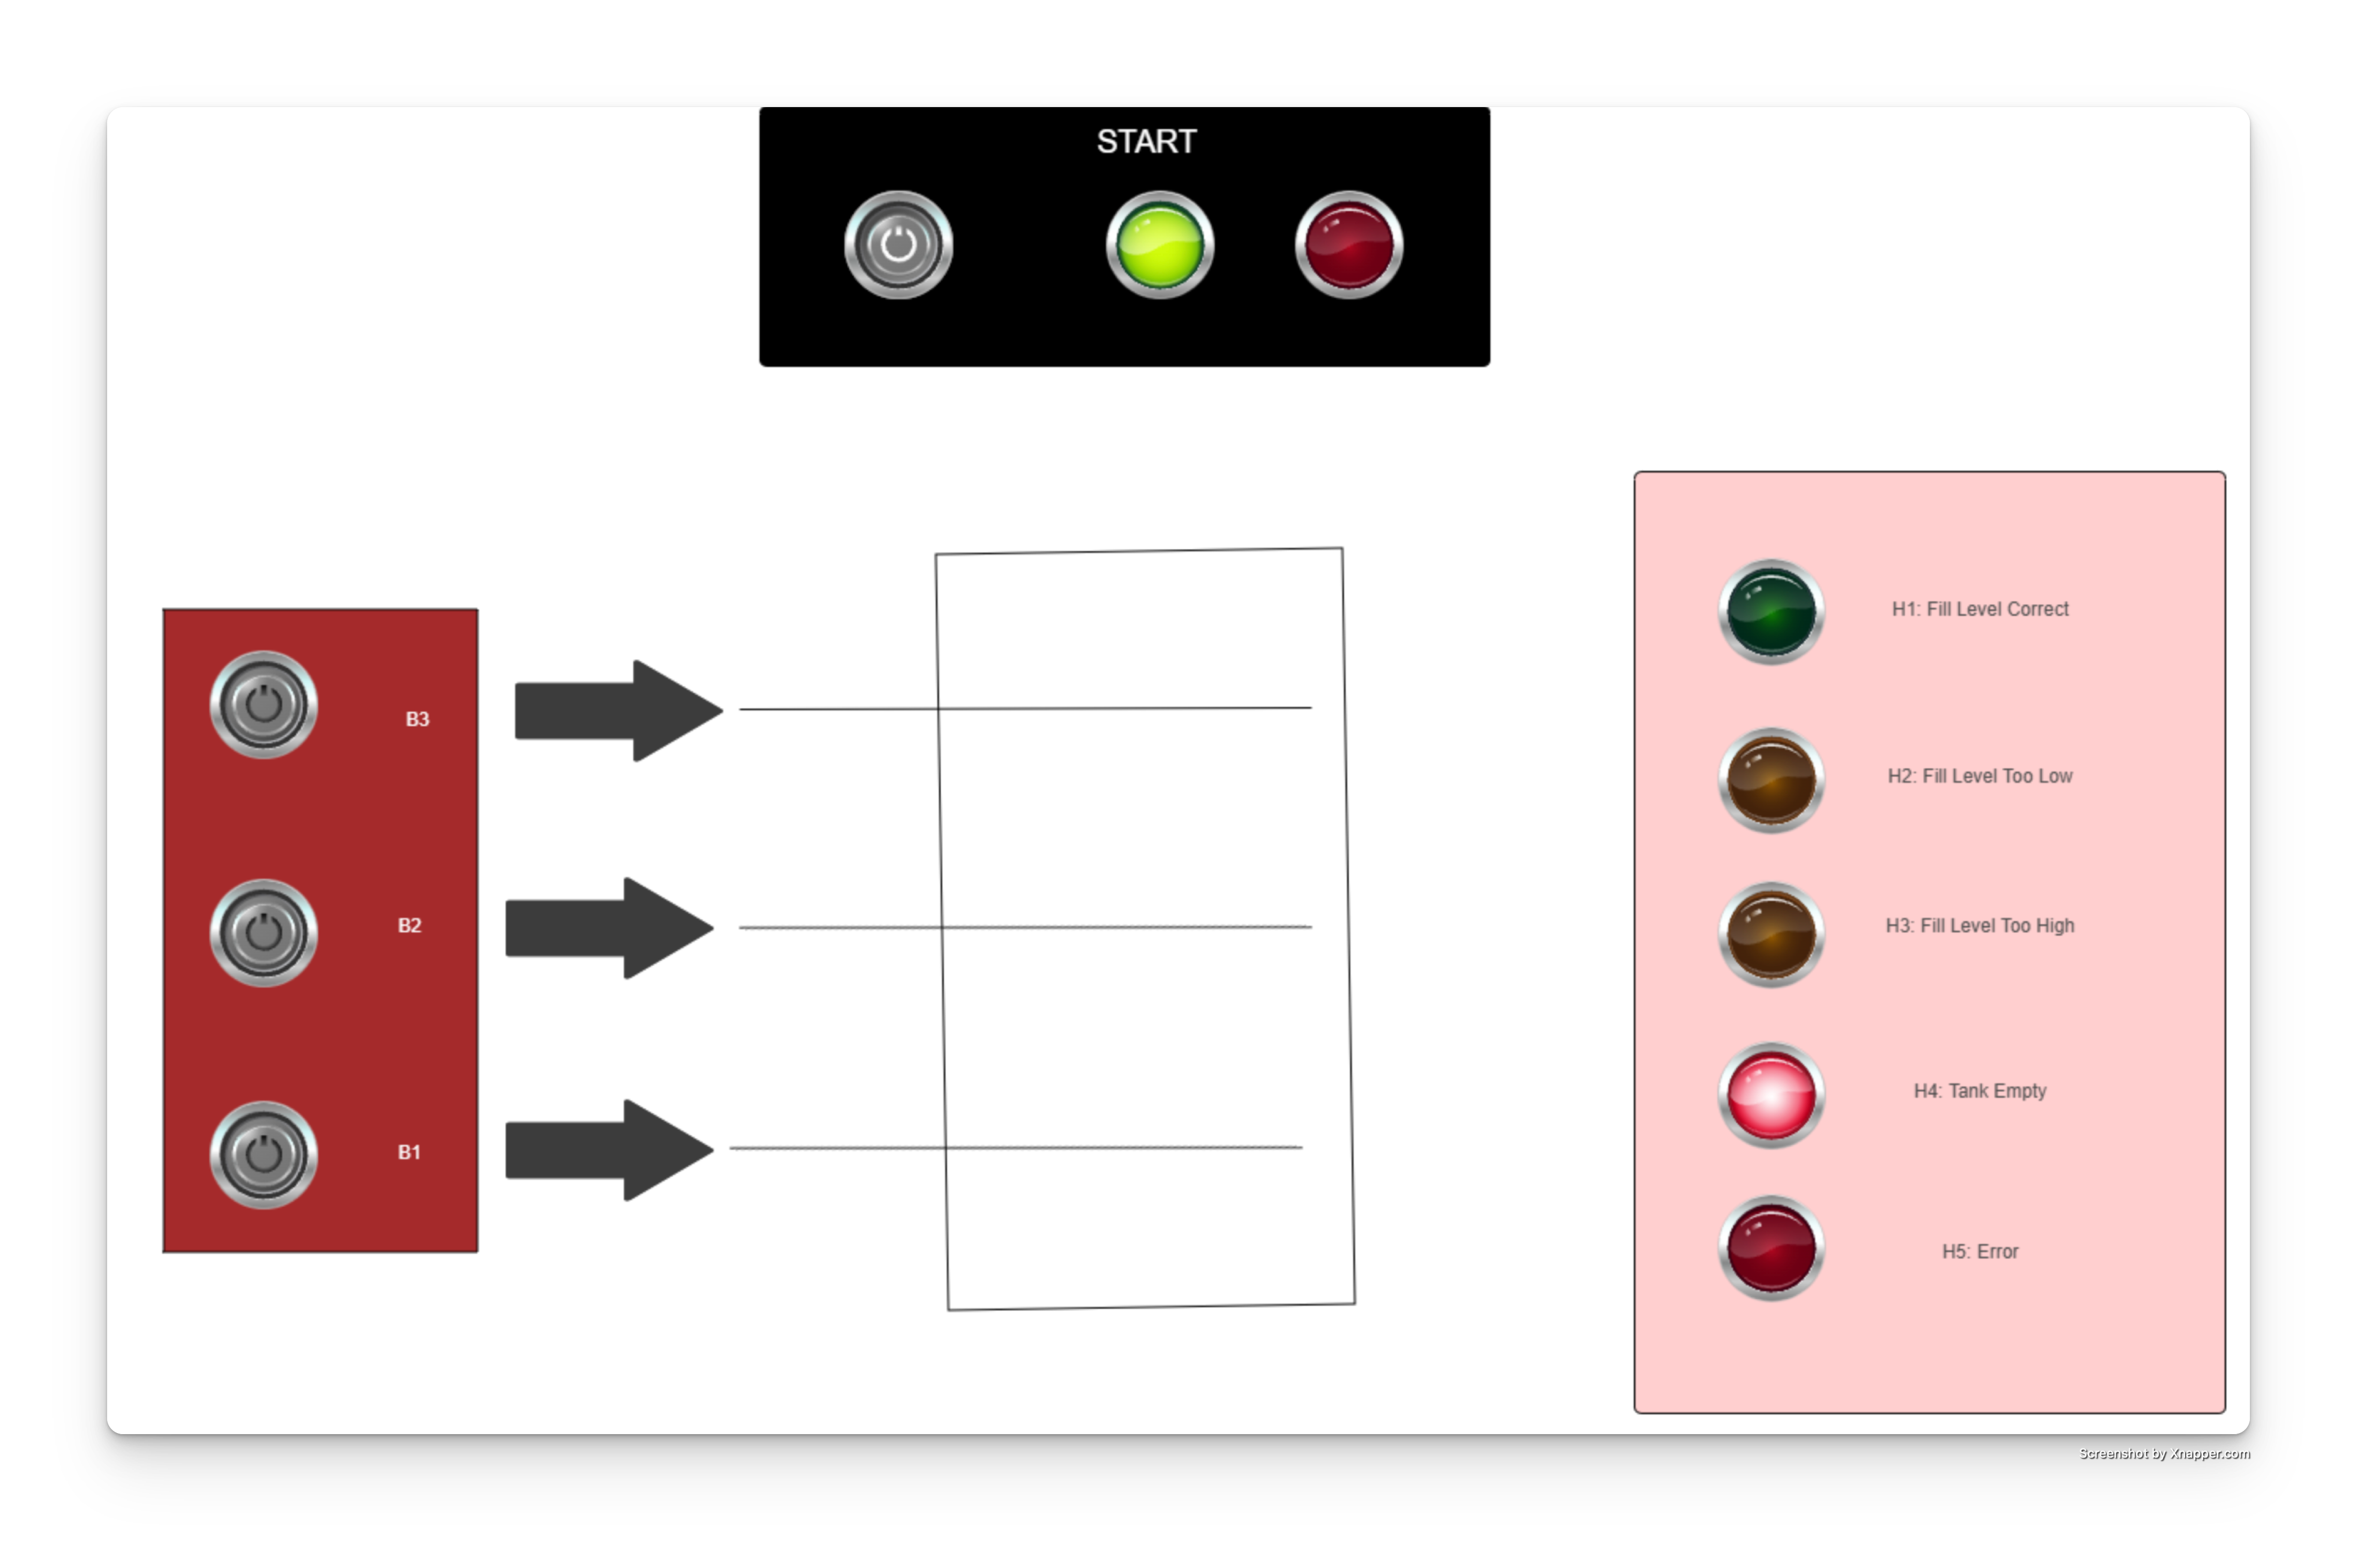 START
B3
B2
B1
H1: Fill Level Correct
H2: Fill Level Too Low
H3: Fill Level Too High
H4: Tank Empty
H5: Error
Screenshot by Xnapper.com